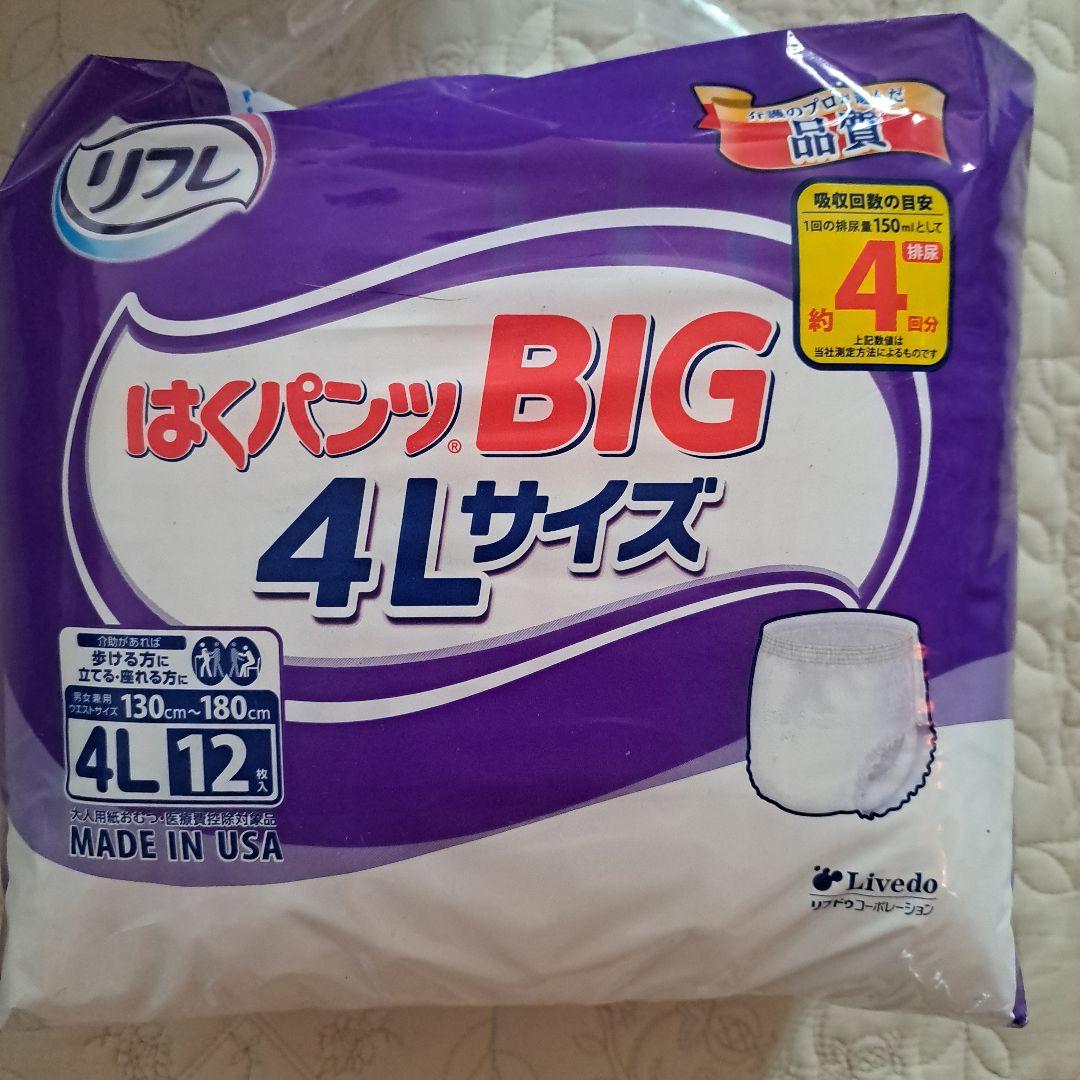 リフレ
介護のプロが選んだ
品質
吸収回数の目安
1回の排尿量150mlとして
排尿
約4回分
上記数値は
当社測定方法によるものです
はくパンツ® BIG
4Lサイズ
介助があれば
歩ける方に
立てる・座れる方に
男女兼用
ウエストサイズ 130cm～180cm
4L 12枚入
大人用紙おむつ・医療費控除対象品
MADE IN USA
Livedo
リブドゥコーポレーション